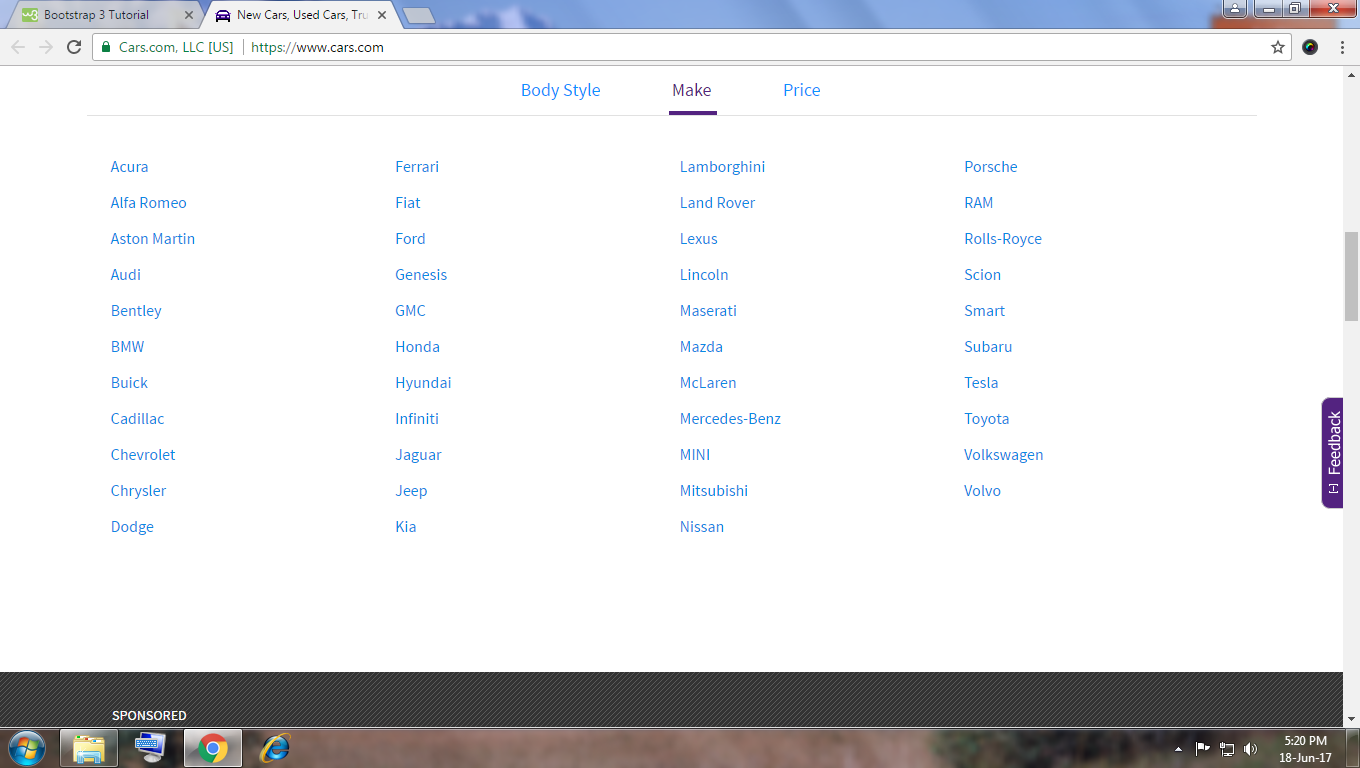 Bootstrap 3 Tutorial
New Cars, Used Cars, Tru
Cars.com, LLC [US] https://www.cars.com
Body Style Make Price
Acura
Alfa Romeo
Aston Martin
Audi
Bentley
BMW
Buick
Cadillac
Chevrolet
Chrysler
Dodge
Ferrari
Fiat
Ford
Genesis
GMC
Honda
Hyundai
Infiniti
Jaguar
Jeep
Kia
Lamborghini
Land Rover
Lexus
Lincoln
Maserati
Mazda
McLaren
Mercedes-Benz
MINI
Mitsubishi
Nissan
Porsche
RAM
Rolls-Royce
Scion
Smart
Subaru
Tesla
Toyota
Volkswagen
Volvo
[-] Feedback
SPONSORED
5:20 PM
18-Jun-17